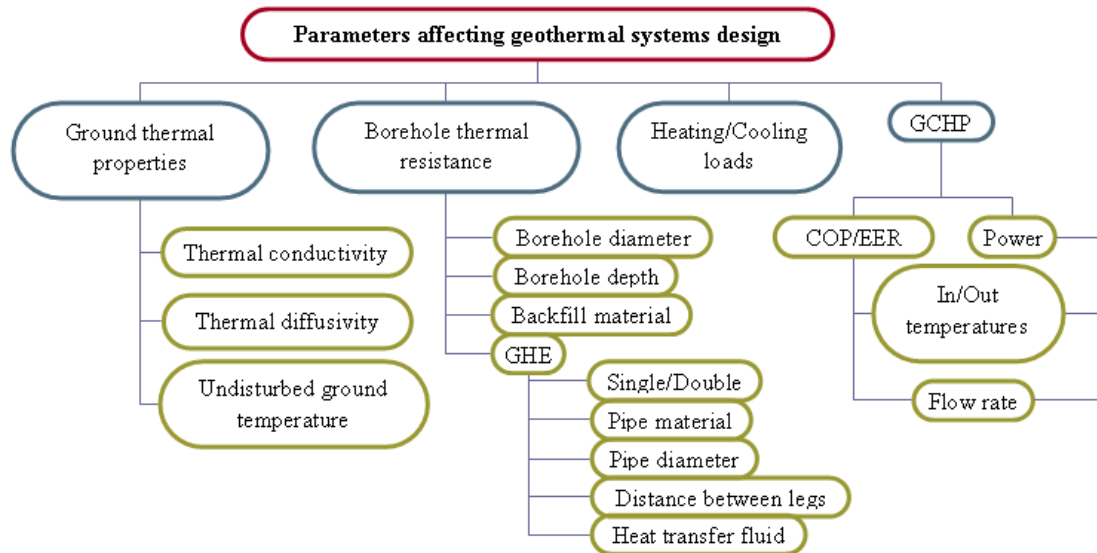 Parameters affecting geothermal systems design
Ground thermal
properties
Borehole thermal
resistance
Heating/Cooling
loads
GCHP
Thermal conductivity
Thermal diffusivity
Undisturbed ground
temperature
Borehole diameter
Borehole depth
Backfill material
GHE
Single/Double
Pipe material
Pipe diameter
Distance between legs
Heat transfer fluid
COP/EER
Power
In/Out
temperatures
Flow rate